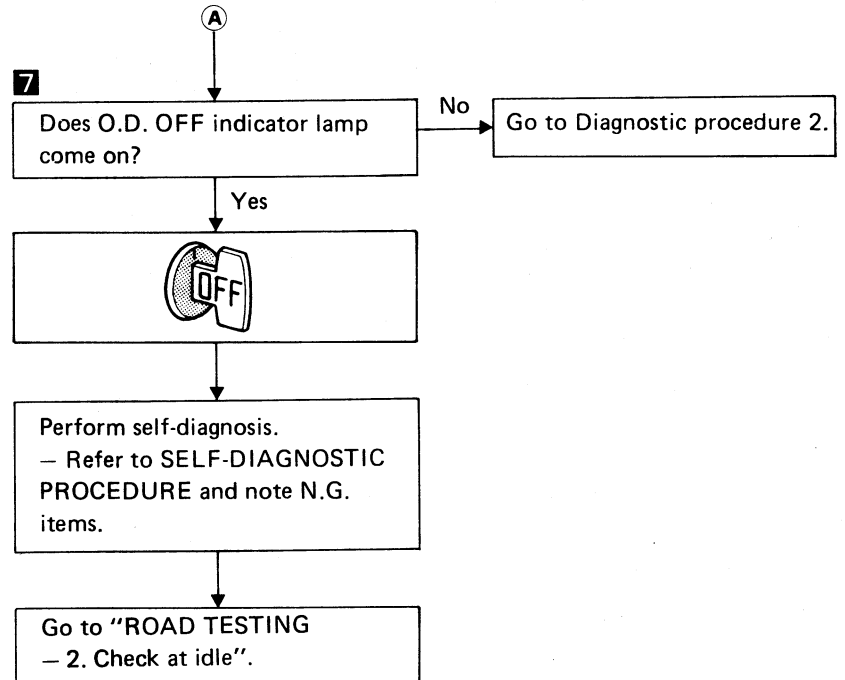 A
7
Does O.D. OFF indicator lamp
come on?
No
Go to Diagnostic procedure 2.
Yes
OFF
Perform self-diagnosis.
— Refer to SELF-DIAGNOSTIC
PROCEDURE and note N.G.
items.
Go to "ROAD TESTING
— 2. Check at idle".